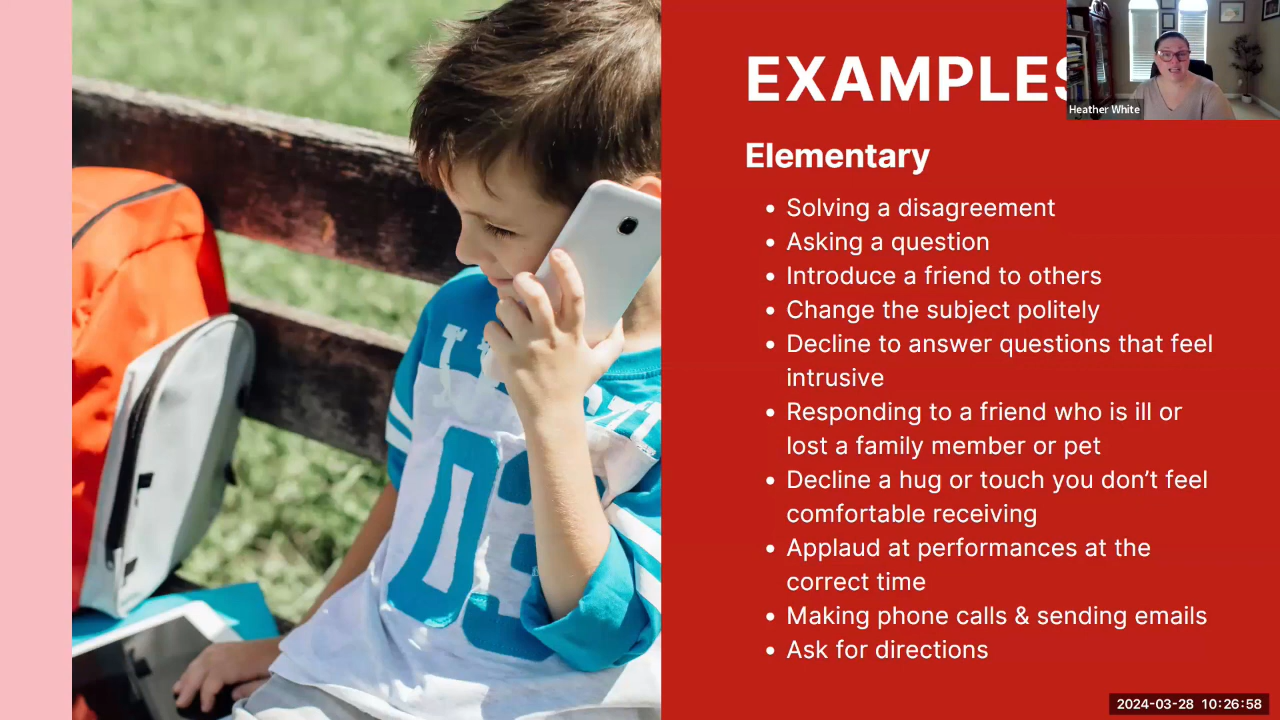 EXAMPLES
Heather White
Elementary
• Solving a disagreement
• Asking a question
• Introduce a friend to others
• Change the subject politely
• Decline to answer questions that feel
intrusive
• Responding to a friend who is ill or
lost a family member or pet
• Decline a hug or touch you don’t feel
comfortable receiving
• Applaud at performances at the
correct time
• Making phone calls & sending emails
• Ask for directions
03
2024-03-28 10:26:58